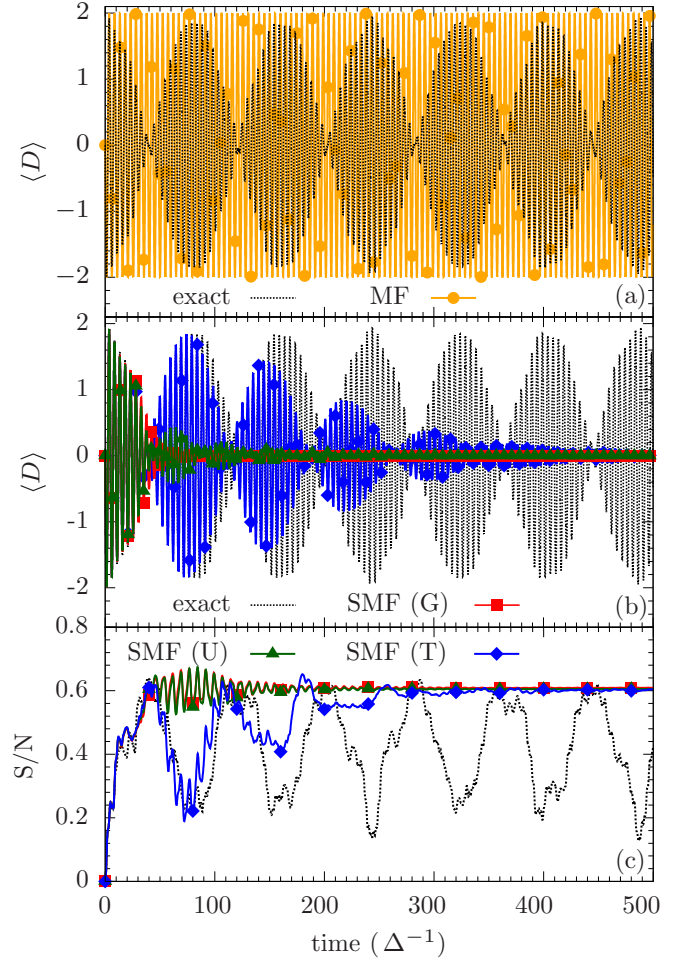 2
1
0
−1
−2
⟨D⟩
exact MF (a)
2
1
0
-1
-2
⟨D⟩
exact SMF (G) (b)
0.8
0.6
0.4
0.2
0
S/N
SMF (U) SMF (T)
(c)
0 100 200 300 400 500
time (Δ⁻¹)